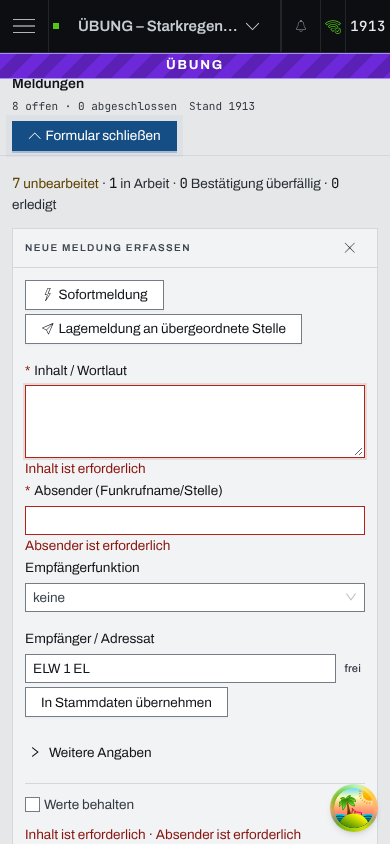 ÜBUNG – Starkregen...
1913
ÜBUNG
Meldungen
8 offen · 0 abgeschlossen Stand 1913
Formular schließen
7 unbearbeitet · 1 in Arbeit · 0 Bestätigung überfällig · 0
erledigt
NEUE MELDUNG ERFASSEN
Sofortmeldung
Lagemeldung an übergeordnete Stelle
* Inhalt / Wortlaut
Inhalt ist erforderlich
* Absender (Funkrufname/Stelle)
Absender ist erforderlich
Empfängerfunktion
keine
Empfänger / Adressat
ELW 1 EL
frei
In Stammdaten übernehmen
Weitere Angaben
Werte behalten
Inhalt ist erforderlich · Absender ist erforderlich